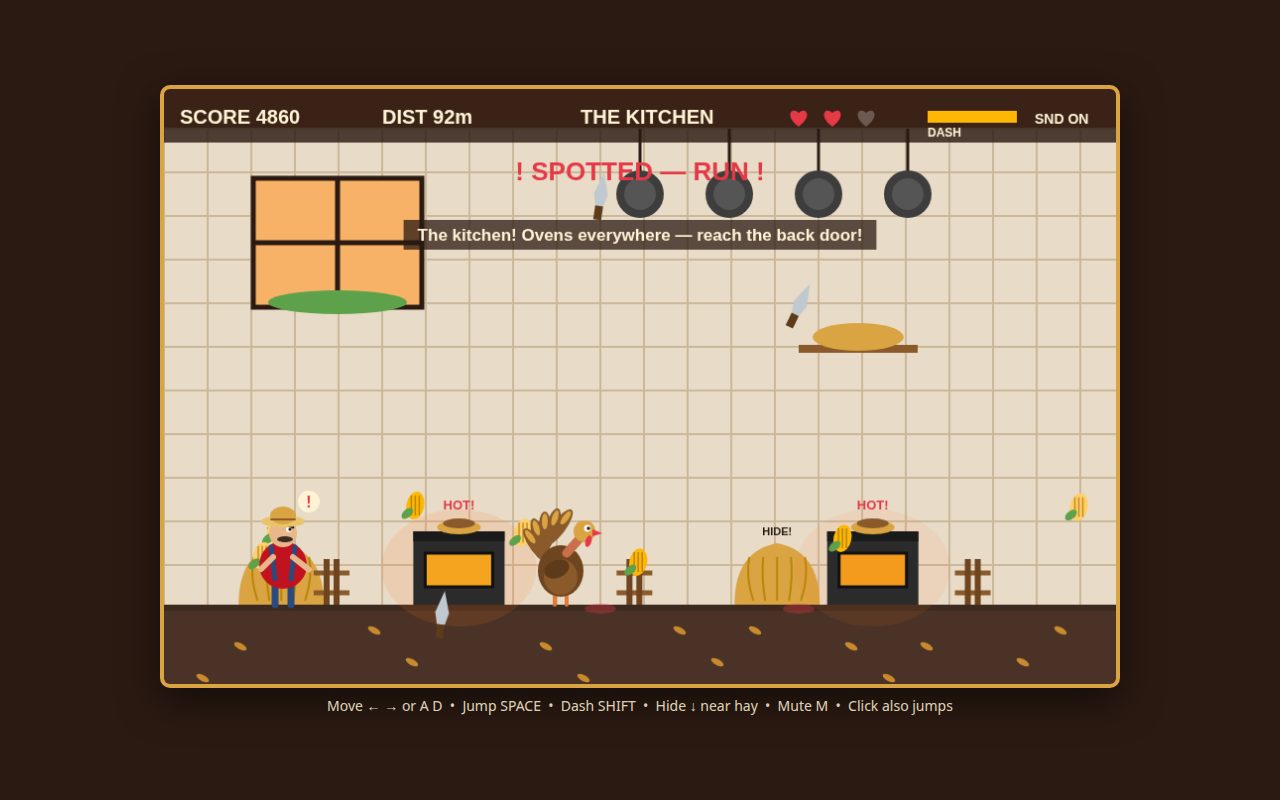 SCORE 4860
DIST 92m
THE KITCHEN
SND ON
DASH
! SPOTTED — RUN !
The kitchen! Ovens everywhere — reach the back door!
!
HOT!
HOT!
HIDE!
Move ← → or A D • Jump SPACE • Dash SHIFT • Hide ↓ near hay • Mute M • Click also jumps